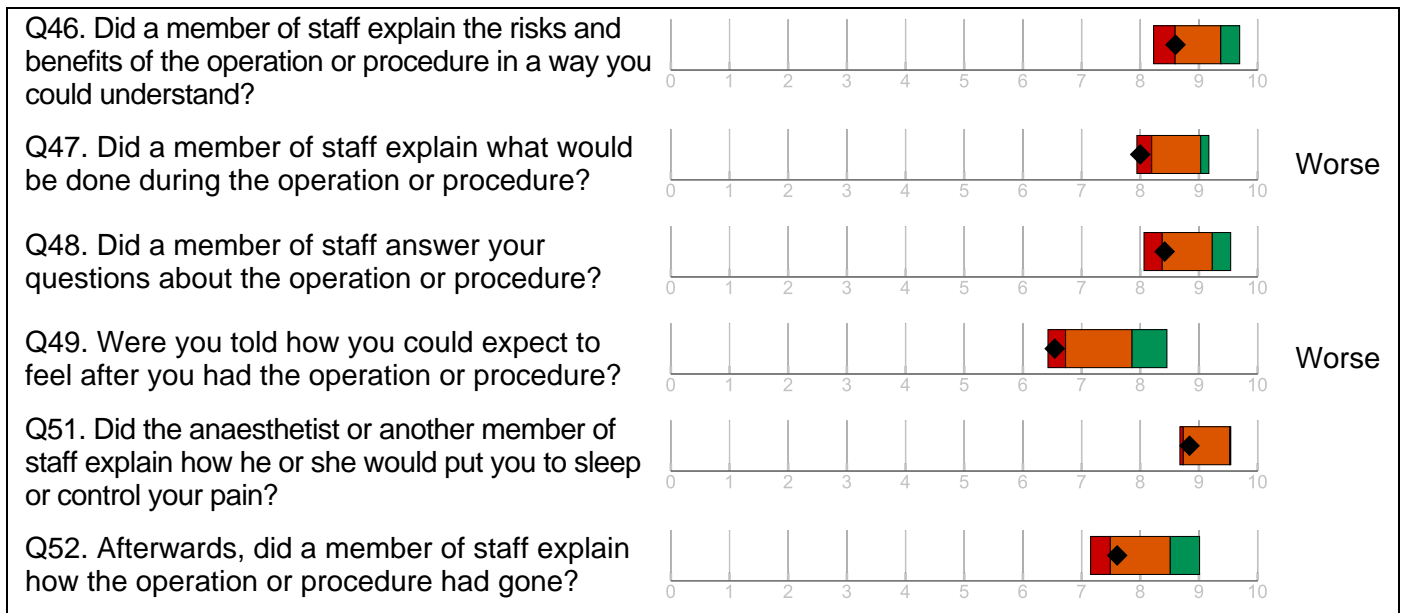 Q46. Did a member of staff explain the risks and
benefits of the operation or procedure in a way you
could understand?
0 1 2 3 4 5 6 7 8 9 10
Q47. Did a member of staff explain what would
be done during the operation or procedure?
0 1 2 3 4 5 6 7 8 9 10
Worse
Q48. Did a member of staff answer your
questions about the operation or procedure?
0 1 2 3 4 5 6 7 8 9 10
Q49. Were you told how you could expect to
feel after you had the operation or procedure?
0 1 2 3 4 5 6 7 8 9 10
Worse
Q51. Did the anaesthetist or another member of
staff explain how he or she would put you to sleep
or control your pain?
0 1 2 3 4 5 6 7 8 9 10
Q52. Afterwards, did a member of staff explain
how the operation or procedure had gone?
0 1 2 3 4 5 6 7 8 9 10